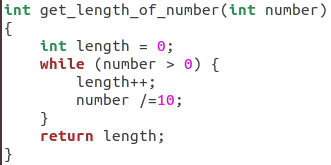 int get_length_of_number(int number)
{
    int length = 0;
    while (number > 0) {
        length++;
        number /=10;
    }
    return length;
}